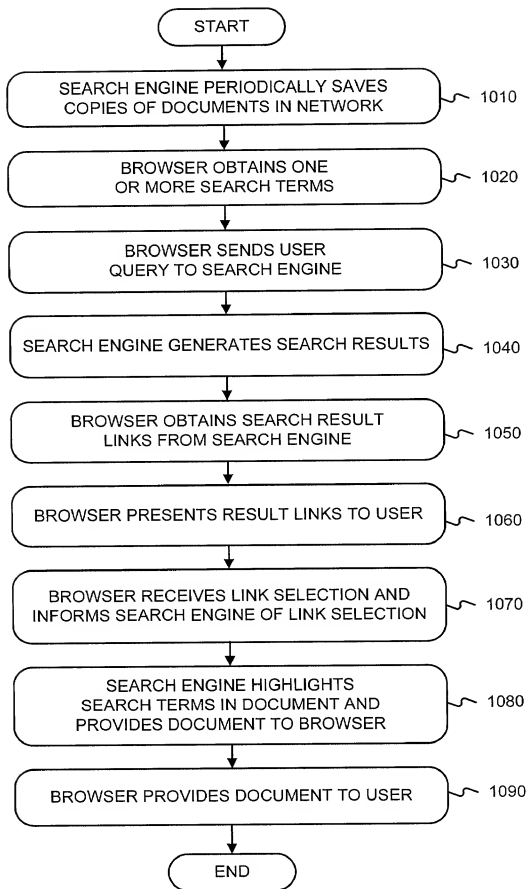 START
SEARCH ENGINE PERIODICALLY SAVES
COPIES OF DOCUMENTS IN NETWORK
1010
BROWSER OBTAINS ONE
OR MORE SEARCH TERMS
1020
BROWSER SENDS USER
QUERY TO SEARCH ENGINE
1030
SEARCH ENGINE GENERATES SEARCH RESULTS
1040
BROWSER OBTAINS SEARCH RESULT
LINKS FROM SEARCH ENGINE
1050
BROWSER PRESENTS RESULT LINKS TO USER
1060
BROWSER RECEIVES LINK SELECTION AND
INFORMS SEARCH ENGINE OF LINK SELECTION
1070
SEARCH ENGINE HIGHLIGHTS
SEARCH TERMS IN DOCUMENT AND
PROVIDES DOCUMENT TO BROWSER
1080
BROWSER PROVIDES DOCUMENT TO USER
1090
END